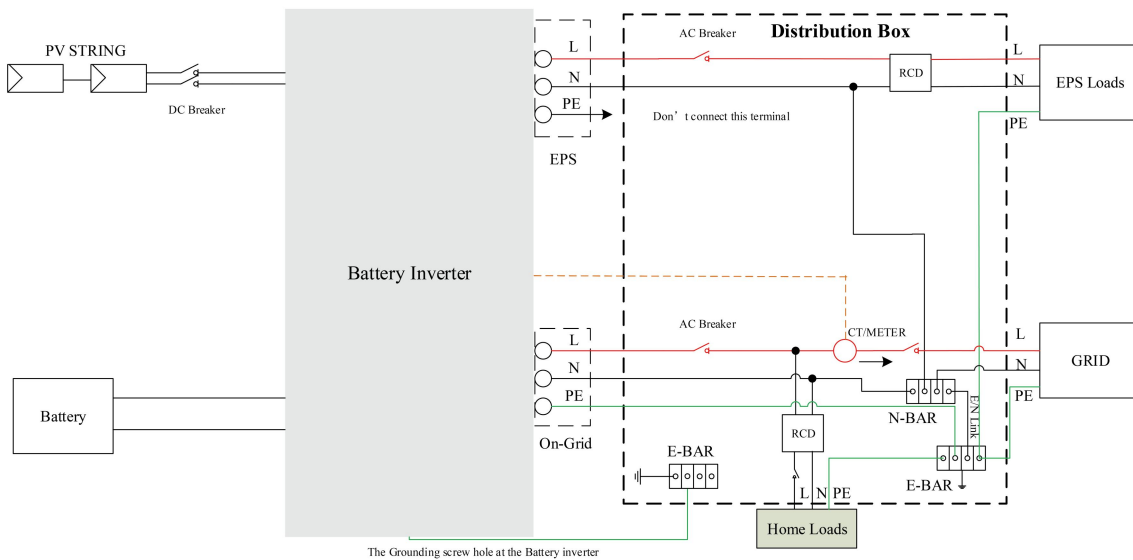 Distribution Box
PV STRING
DC Breaker
L
N
PE
EPS
AC Breaker
RCD
Don’t connect this terminal
L
N
PE
EPS Loads
Battery Inverter
AC Breaker
CT/METER
L
N
PE
On-Grid
L
N
PE
GRID
Battery
N-BAR
E/N Link
RCD
E-BAR
E-BAR
L N PE
Home Loads
The Grounding screw hole at the Battery inverter